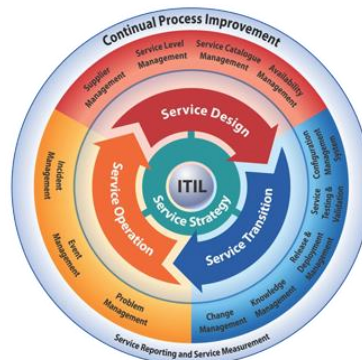 Continual Process Improvement
Supplier
Management
Service Level
Management
Service Catalogue
Management
Availability
Management
Service Design
Configuration
Management
System
Service
Testing &
Validation
Release &
Deployment
Management
Knowledge
Management
Change
Management
Service Transition
Incident
Management
Event
Management
Problem
Management
Service Operation
ITIL
Service Strategy
Service Reporting and Service Measurement